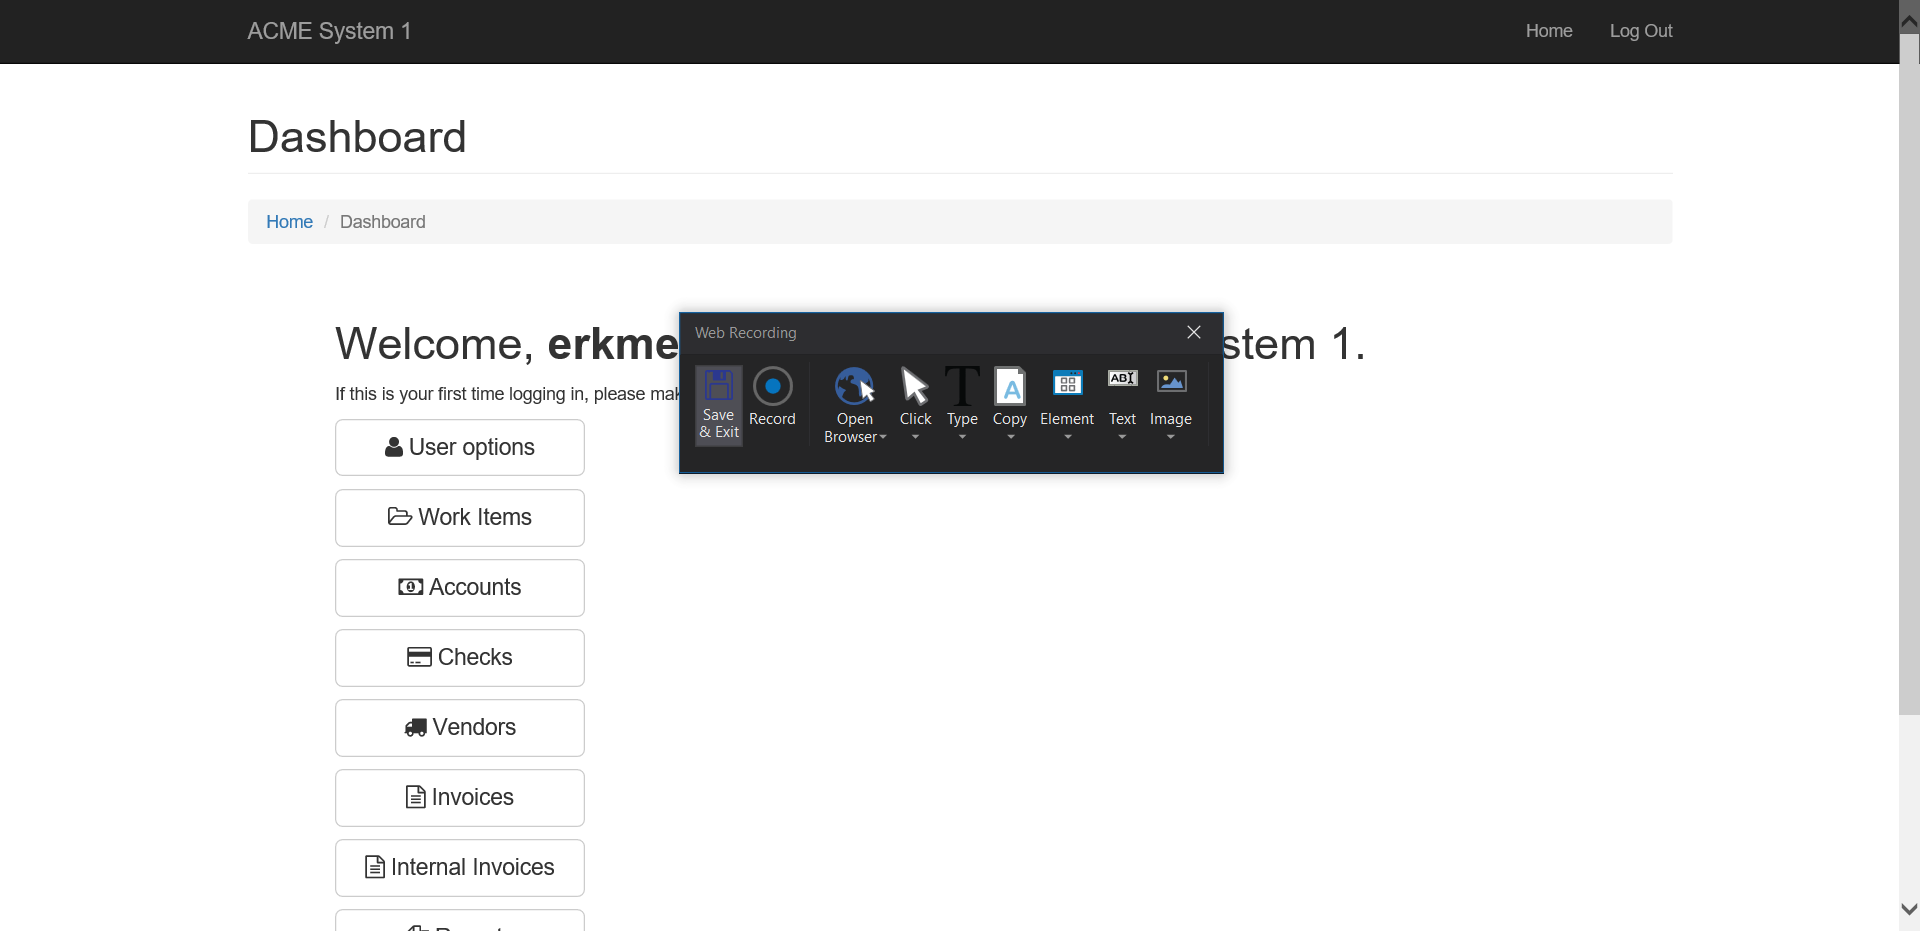 ACME System 1 Home Log Out
Dashboard
Home / Dashboard
Welcome, erkme stem 1.
If this is your first time logging in, please mak
Web Recording
Save & Exit
Record
Open Browser
Click
Type
Copy
Element
Text
Image
User options
Work Items
Accounts
Checks
Vendors
Invoices
Internal Invoices